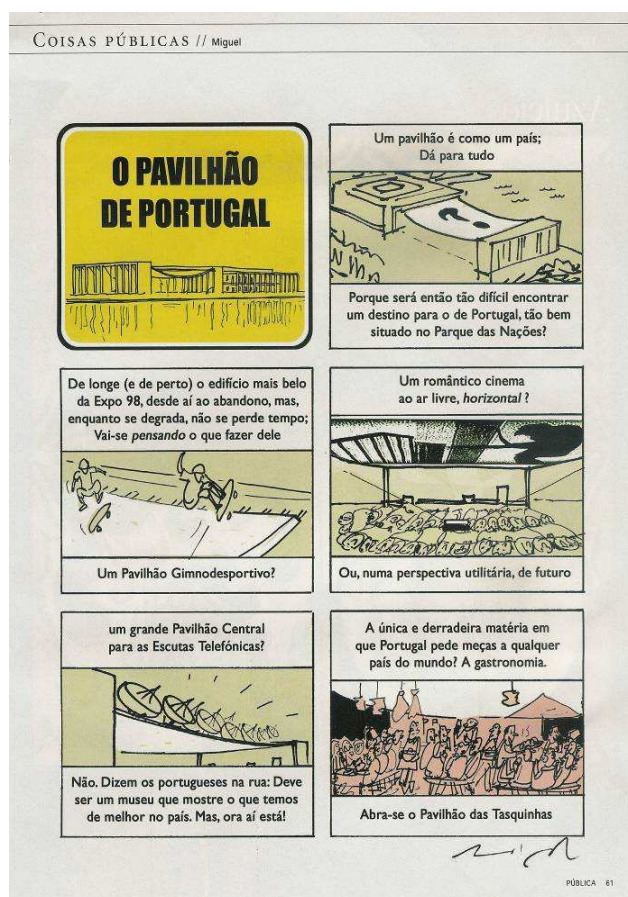 COISAS PÚBLICAS // Miguel
O PAVILHÃO
DE PORTUGAL
Um pavilhão é como um país;
Dá para tudo
?
Porque será então tão difícil encontrar
um destino para o de Portugal, tão bem
situado no Parque das Nações?
De longe (e de perto) o edifício mais belo
da Expo 98, desde aí ao abandono, mas,
enquanto se degrada, não se perde tempo;
Vai-se pensando o que fazer dele
Um Pavilhão Gimnodesportivo?
Um romântico cinema
ao ar livre, horizontal ?
Ou, numa perspectiva utilitária, de futuro
um grande Pavilhão Central
para as Escutas Telefónicas?
Não. Dizem os portugueses na rua: Deve
ser um museu que mostre o que temos
de melhor no país. Mas, ora aí está!
A única e derradeira matéria em
que Portugal pede meças a qualquer
país do mundo? A gastronomia.
Abra-se o Pavilhão das Tasquinhas
PÚBLICA 61